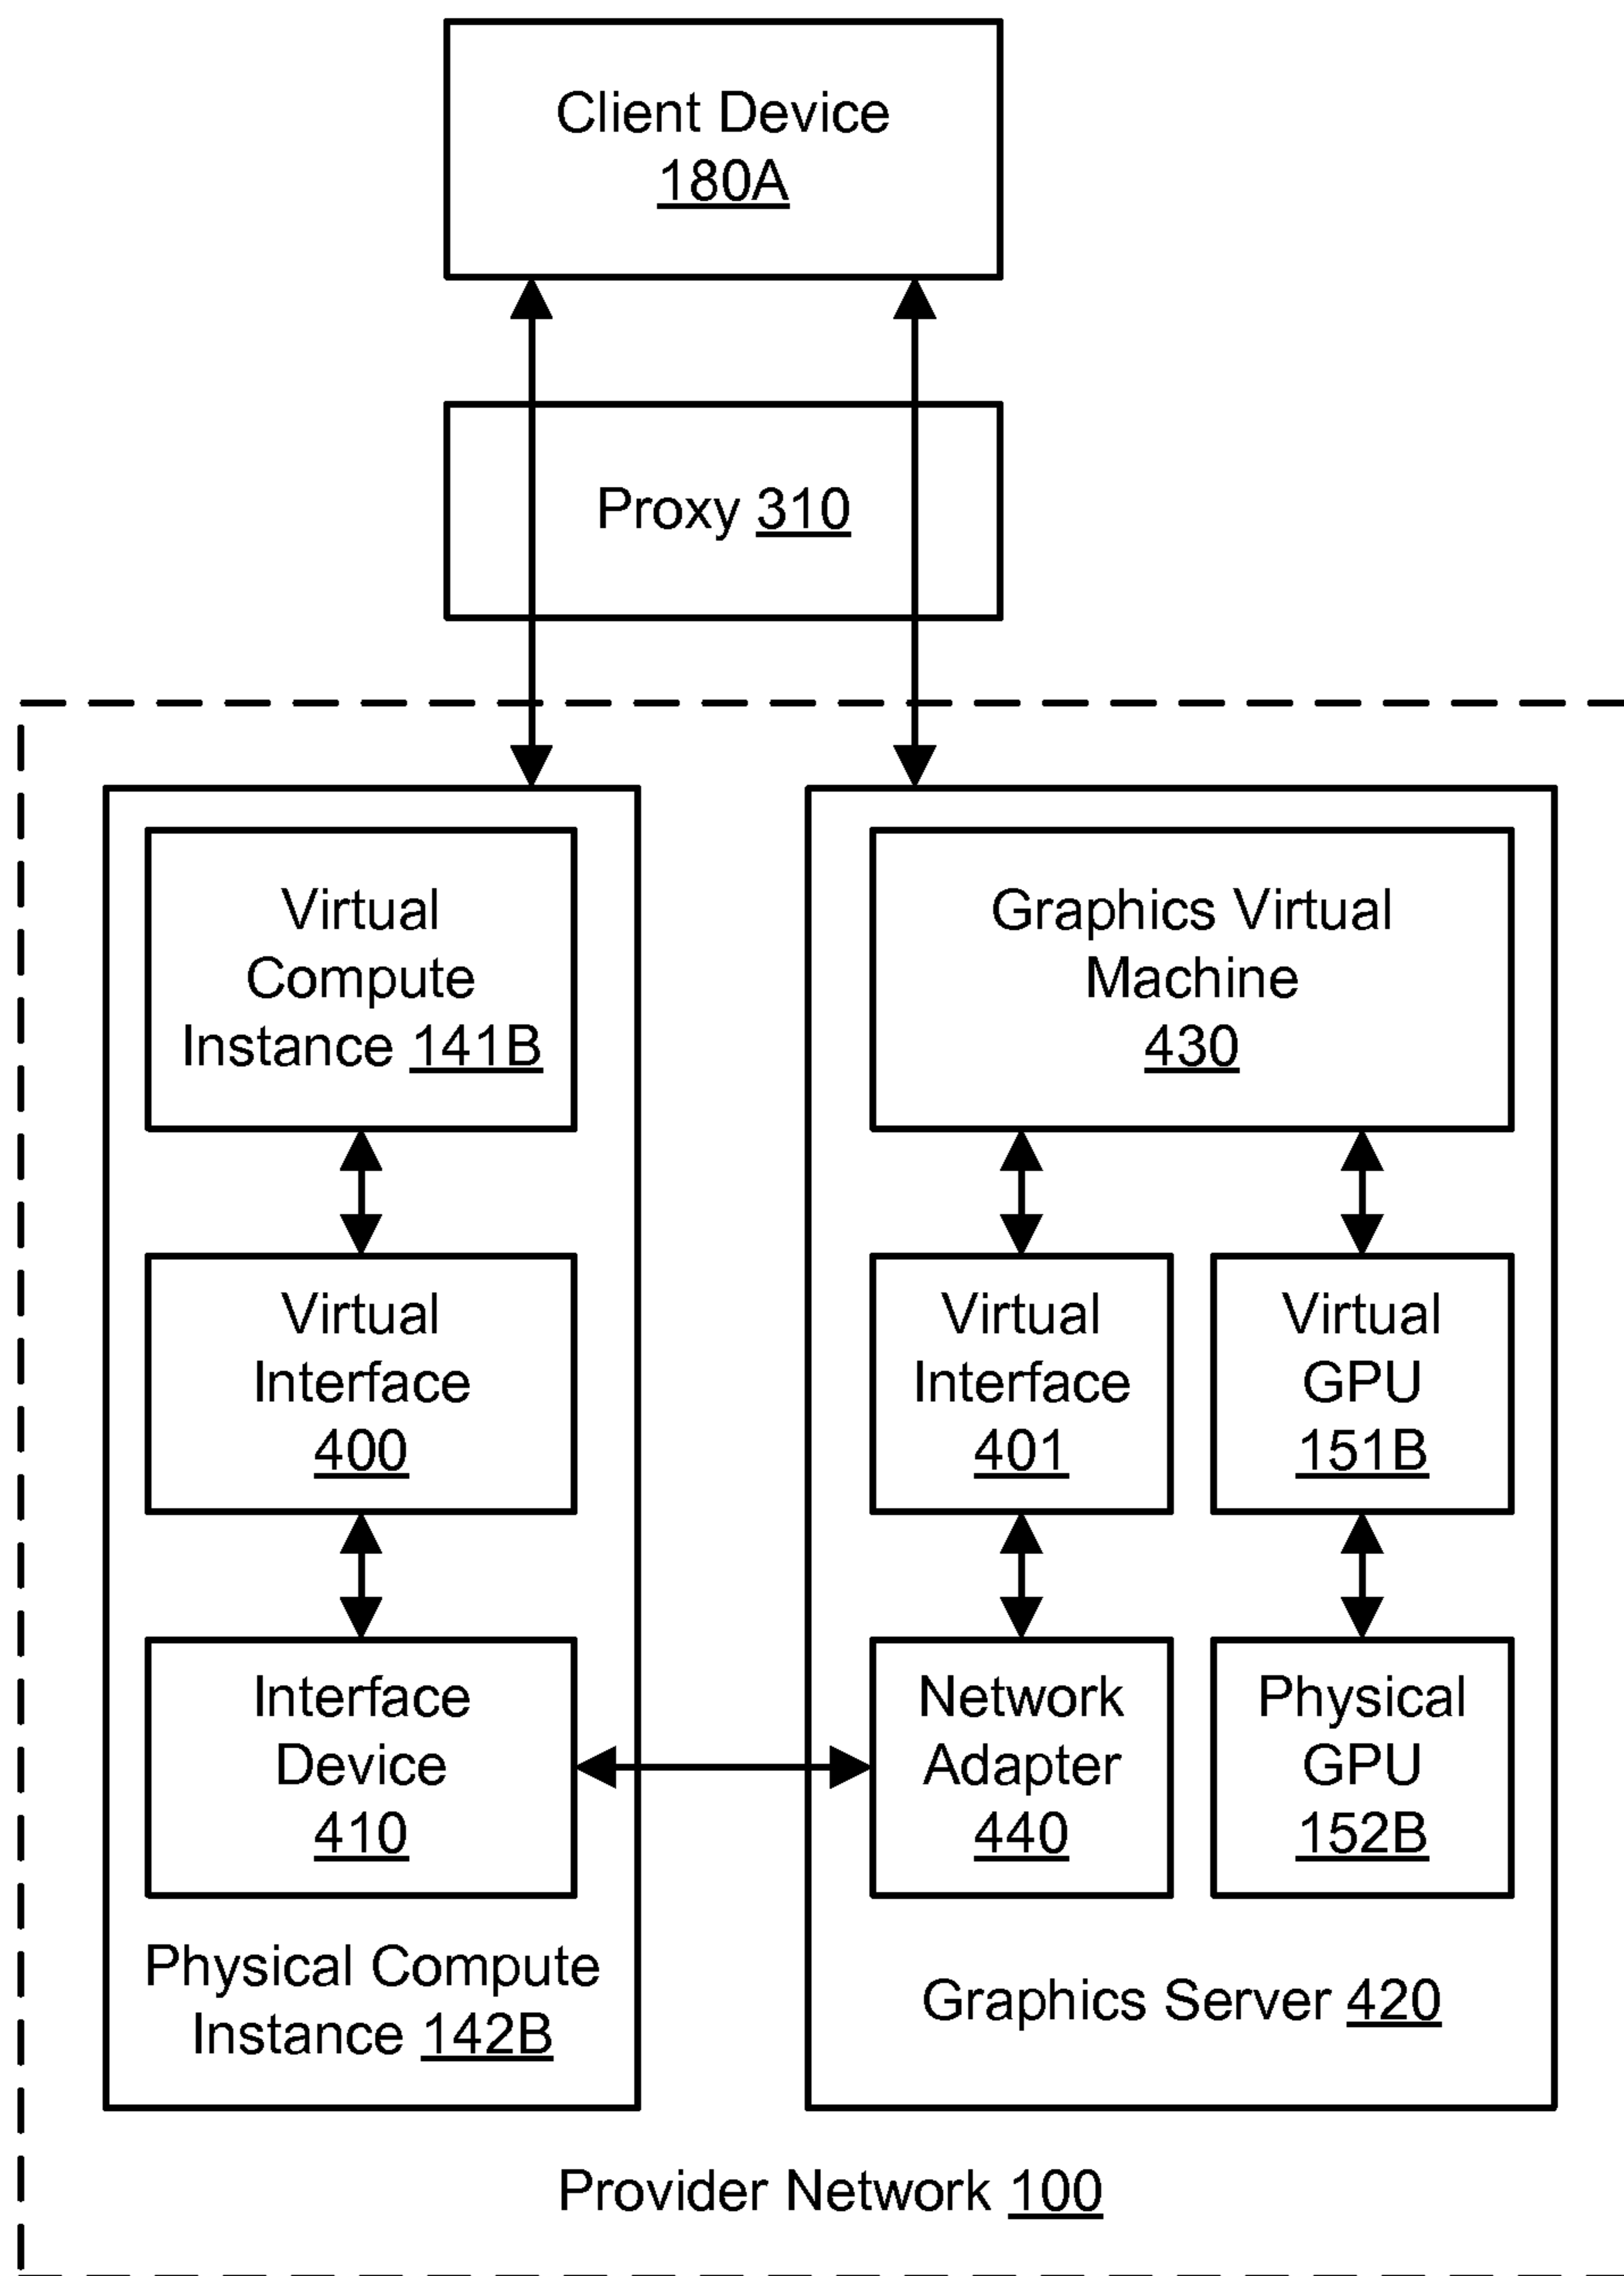 Client Device
180A
Proxy 310
Virtual
Compute
Instance 141B
Graphics Virtual
Machine
430
Virtual
Interface
400
Virtual
Interface
401
Virtual
GPU
151B
Interface
Device
410
Network
Adapter
440
Physical
GPU
152B
Physical Compute
Instance 142B
Graphics Server 420
Provider Network 100